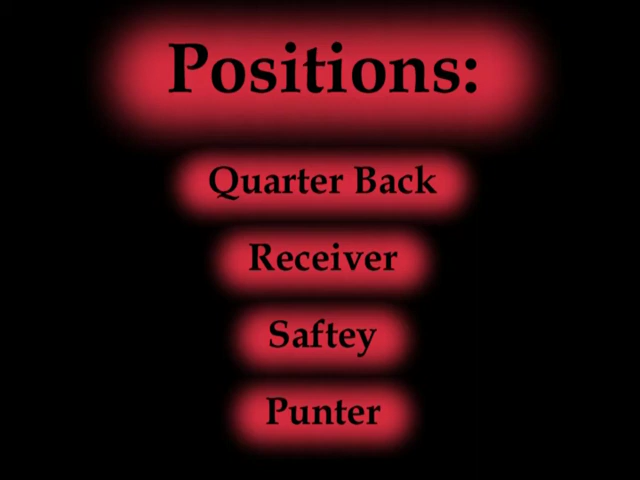 Positions:
Quarter Back
Receiver
Saftey
Punter